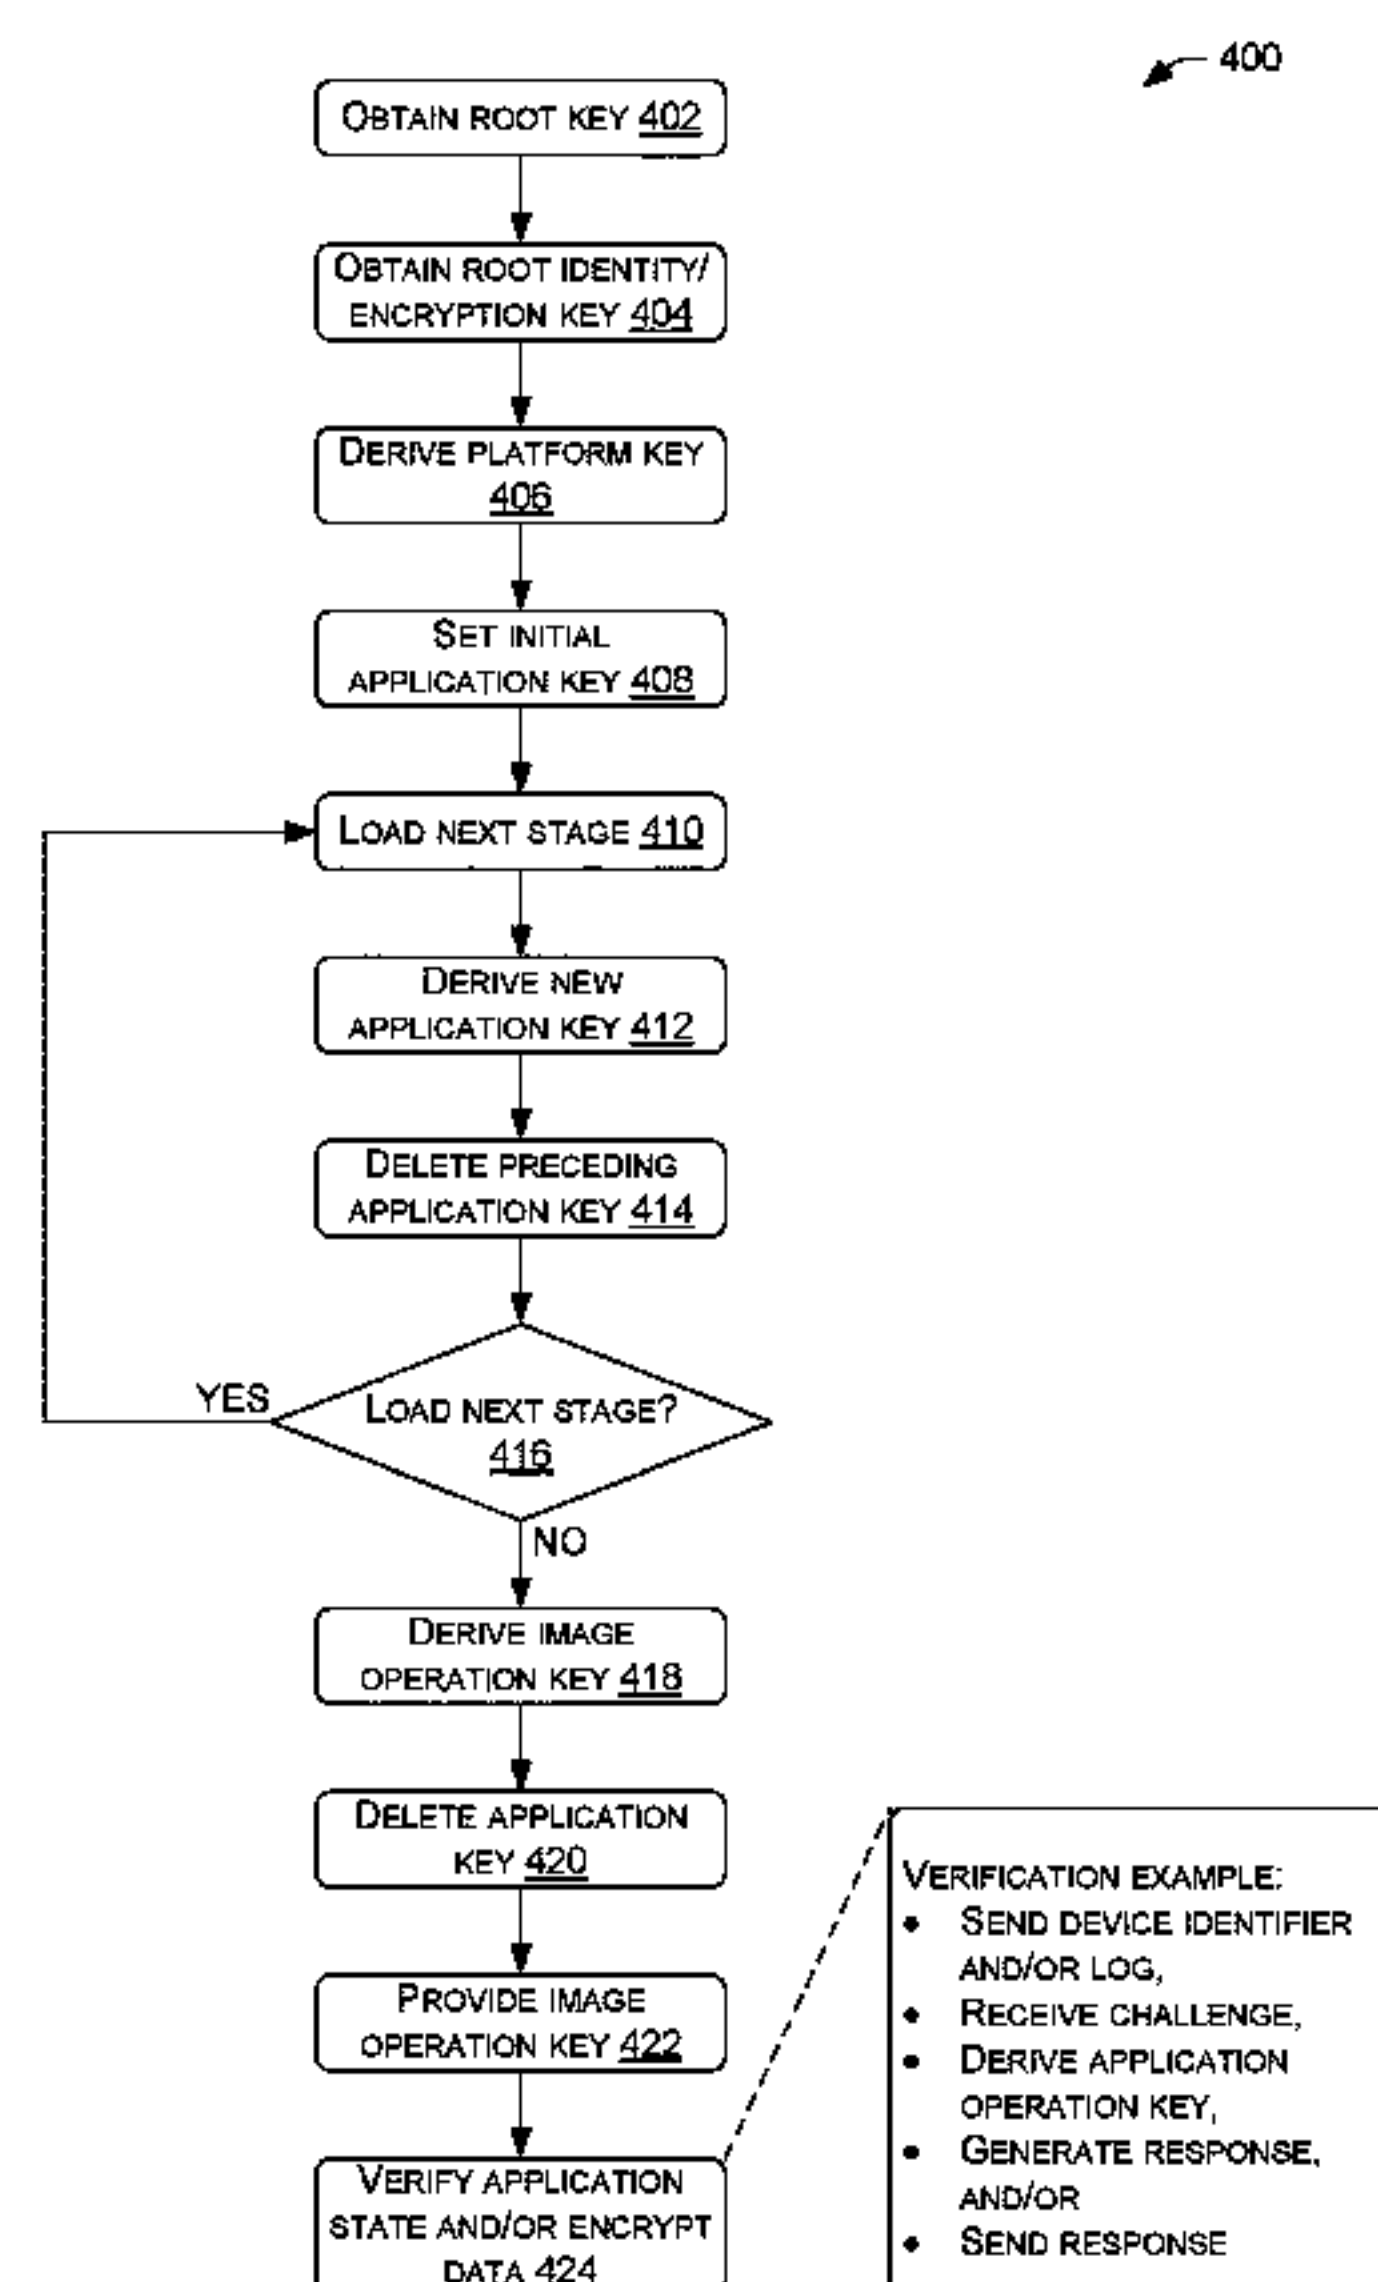 400
OBTAIN ROOT KEY 402
OBTAIN ROOT IDENTITY/
ENCRYPTION KEY 404
DERIVE PLATFORM KEY
406
SET INITIAL
APPLICATION KEY 408
LOAD NEXT STAGE 410
DERIVE NEW
APPLICATION KEY 412
DELETE PRECEDING
APPLICATION KEY 414
YES
LOAD NEXT STAGE?
416
NO
DERIVE IMAGE
OPERATION KEY 418
DELETE APPLICATION
KEY 420
PROVIDE IMAGE
OPERATION KEY 422
VERIFY APPLICATION
STATE AND/OR ENCRYPT
DATA 424
VERIFICATION EXAMPLE:
• SEND DEVICE IDENTIFIER
AND/OR LOG,
• RECEIVE CHALLENGE,
• DERIVE APPLICATION
OPERATION KEY,
• GENERATE RESPONSE,
AND/OR
• SEND RESPONSE